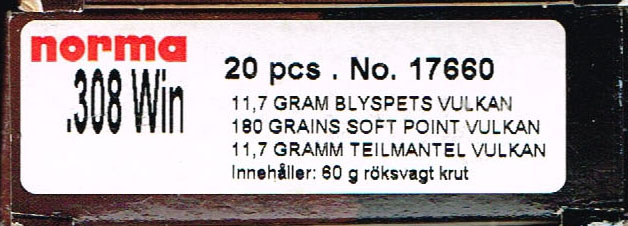 norma
.308 Win
20 pcs . No. 17660
11,7 GRAM BLYSPETS VULKAN
180 GRAINS SOFT POINT VULKAN
11,7 GRAMM TEILMANTEL VULKAN
Innehåller: 60 g röksvagt krut